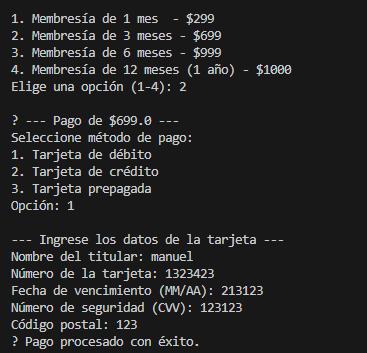 1. Membresía de 1 mes  - $299
2. Membresía de 3 meses - $699
3. Membresía de 6 meses - $999
4. Membresía de 12 meses (1 año) - $1000
Elige una opción (1-4): 2
? --- Pago de $699.0 ---
Seleccione método de pago:
1. Tarjeta de débito
2. Tarjeta de crédito
3. Tarjeta prepagada
Opción: 1
--- Ingrese los datos de la tarjeta ---
Nombre del titular: manuel
Número de la tarjeta: 1323423
Fecha de vencimiento (MM/AA): 213123
Número de seguridad (CVV): 123123
Código postal: 123
? Pago procesado con éxito.